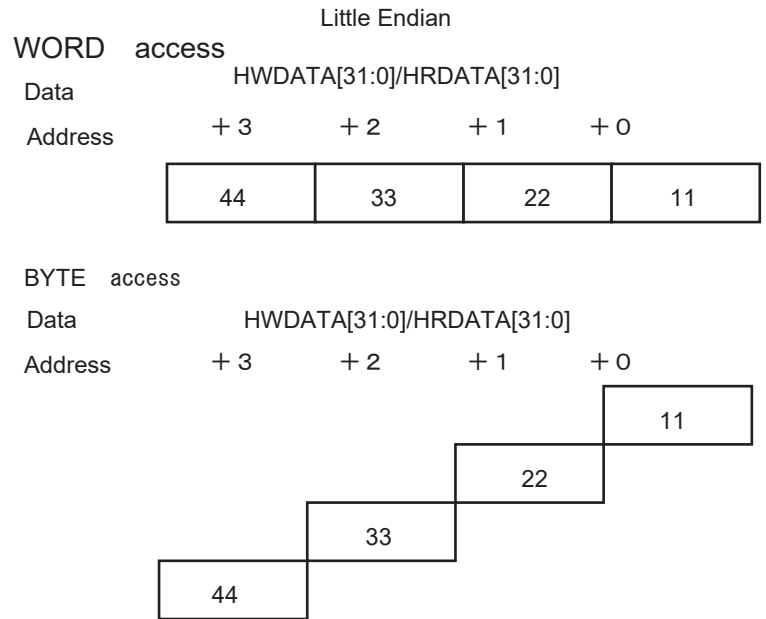 Little Endian
WORD access
HWDATA[31:0]/HRDATA[31:0]
Data
Address ＋3 ＋2 ＋1 ＋0
44 33 22 11
BYTE access
Data HWDATA[31:0]/HRDATA[31:0]
Address ＋3 ＋2 ＋1 ＋0
11
22
33
44